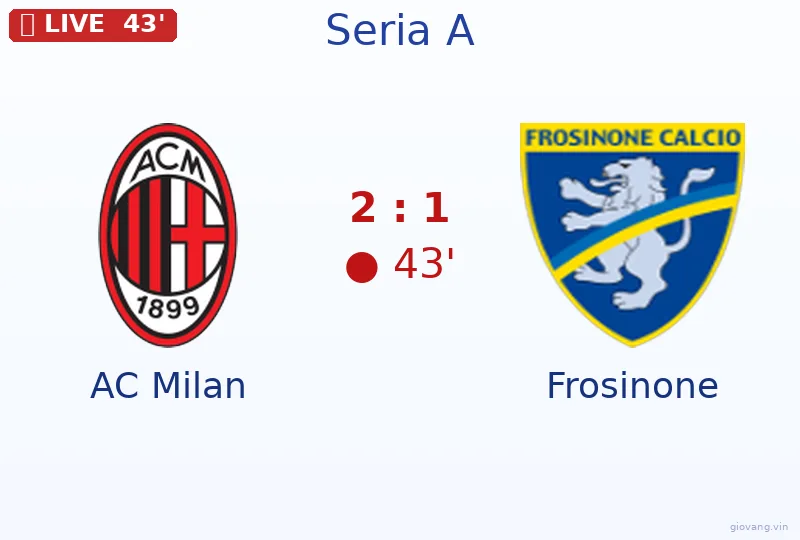 LIVE 43'
Seria A
ACM
1899
FROSINONE CALCIO
2 : 1
43'
AC Milan
Frosinone
giovang.vin